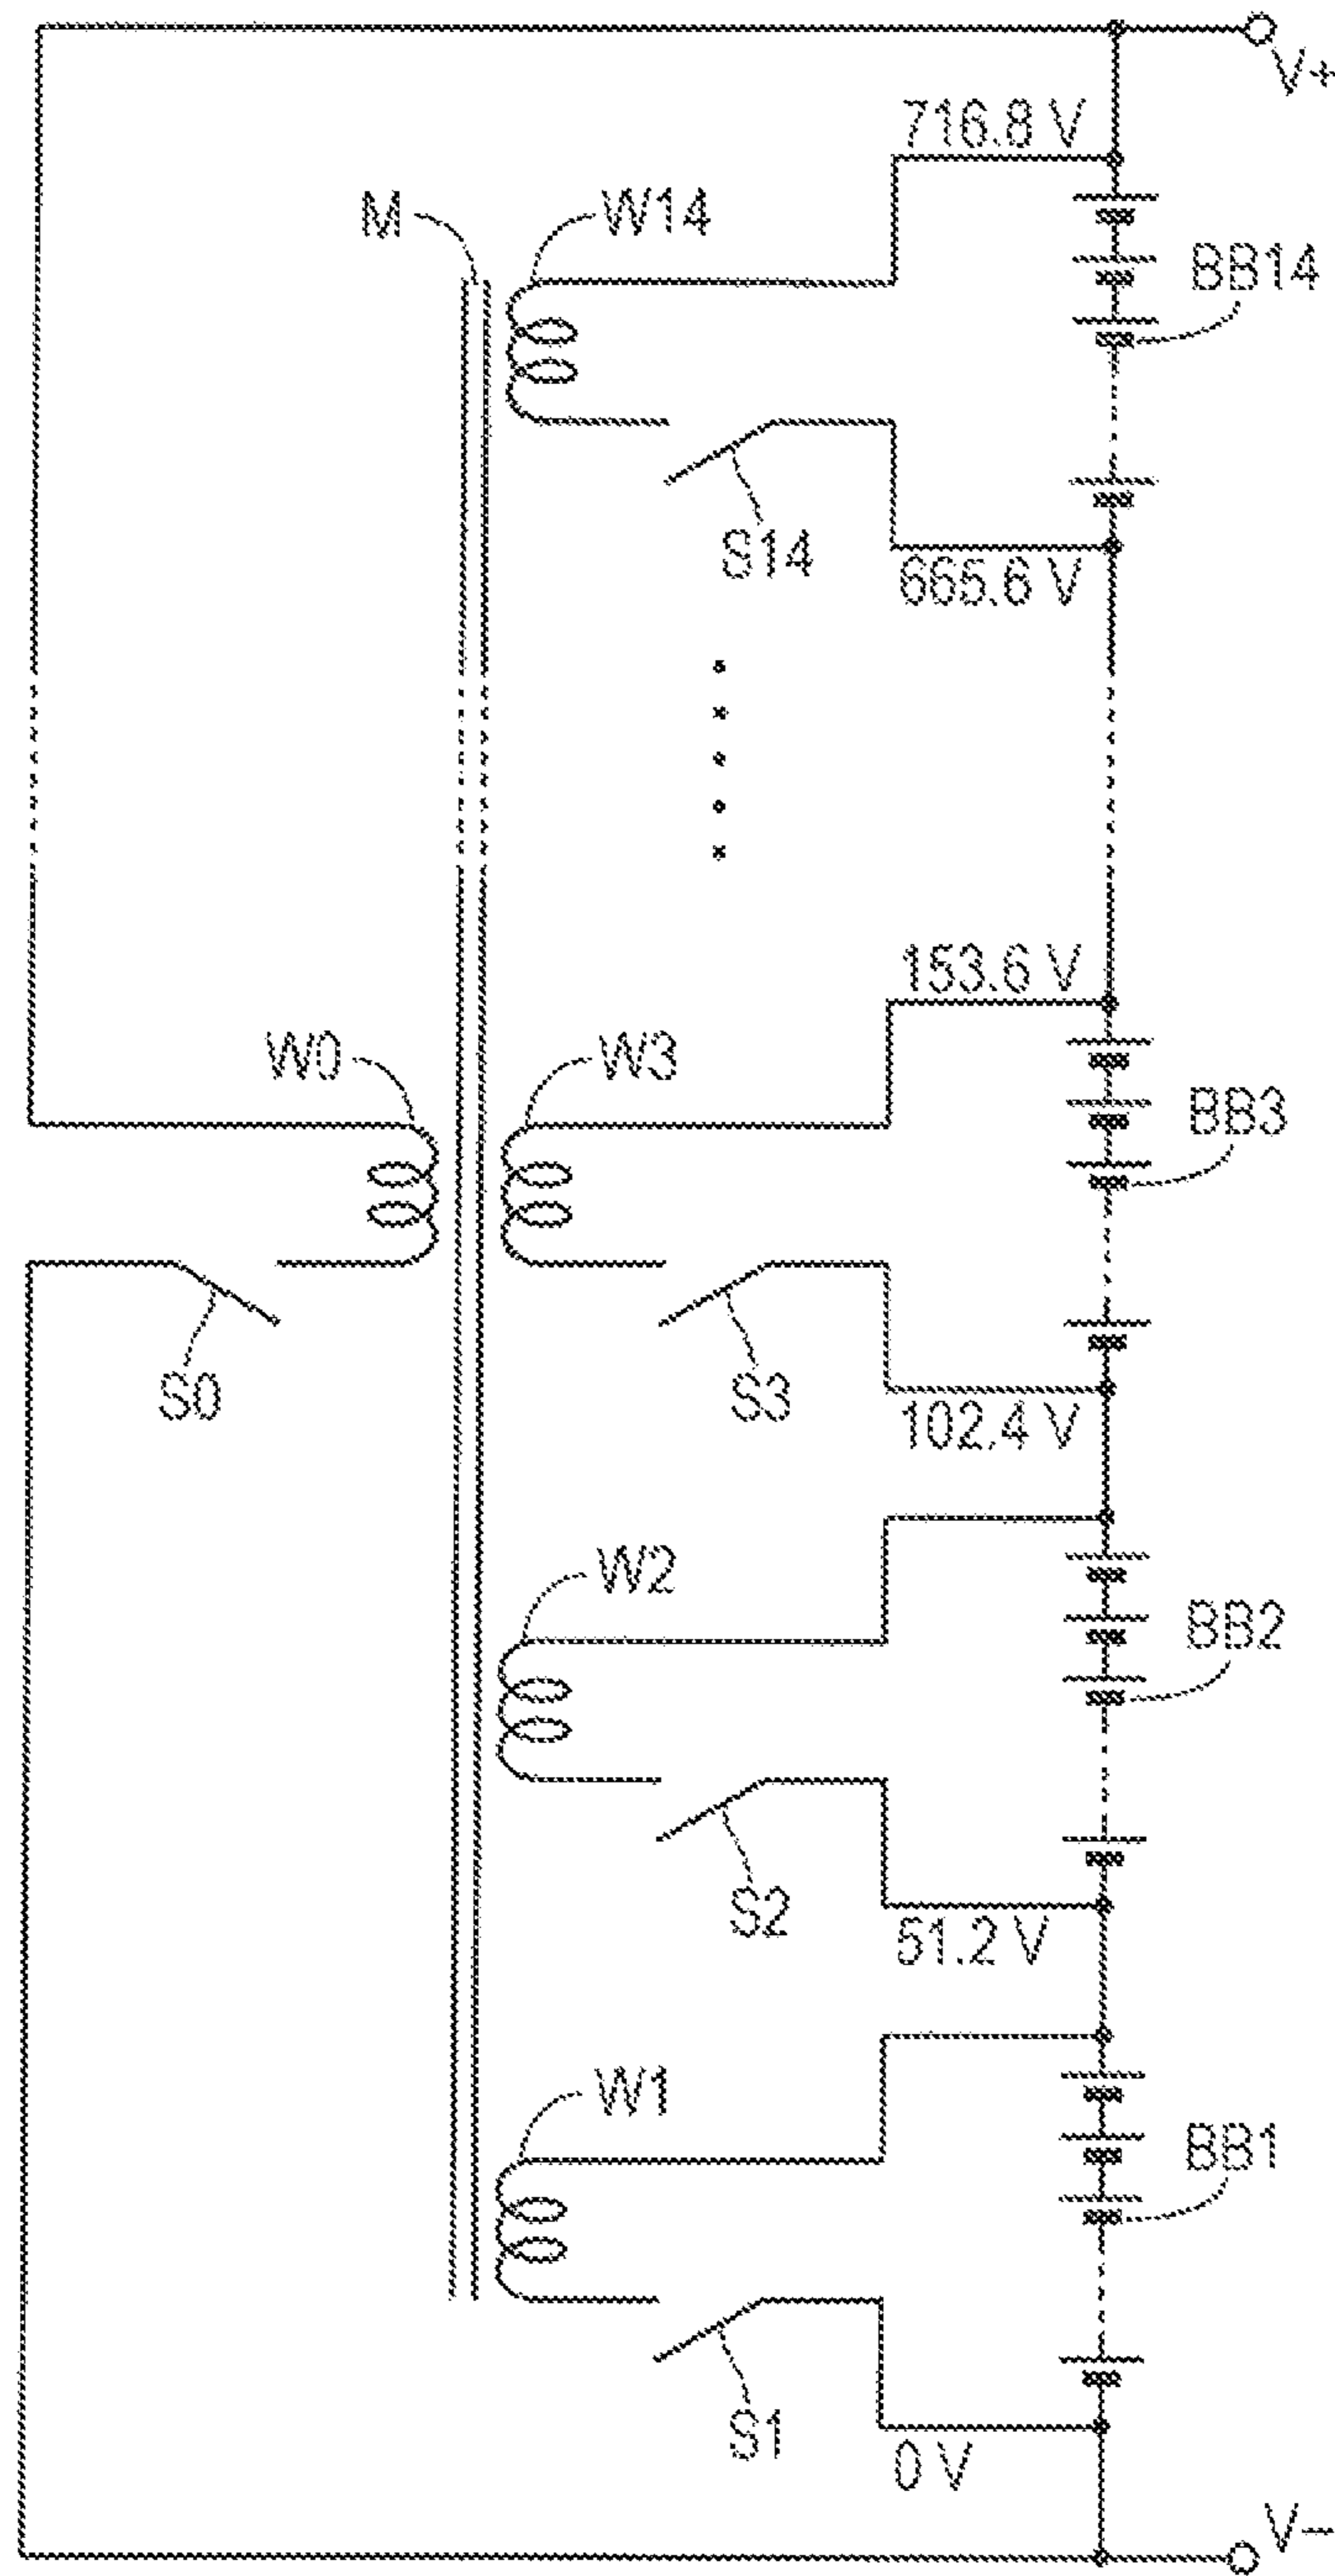 V+
716.8 V
M
W14
BB14
S14
665.6 V
153.6 V
W0
W3
BB3
S0
S3
102.4 V
W2
BB2
S2
51.2 V
W1
BB1
S1
0 V
V-